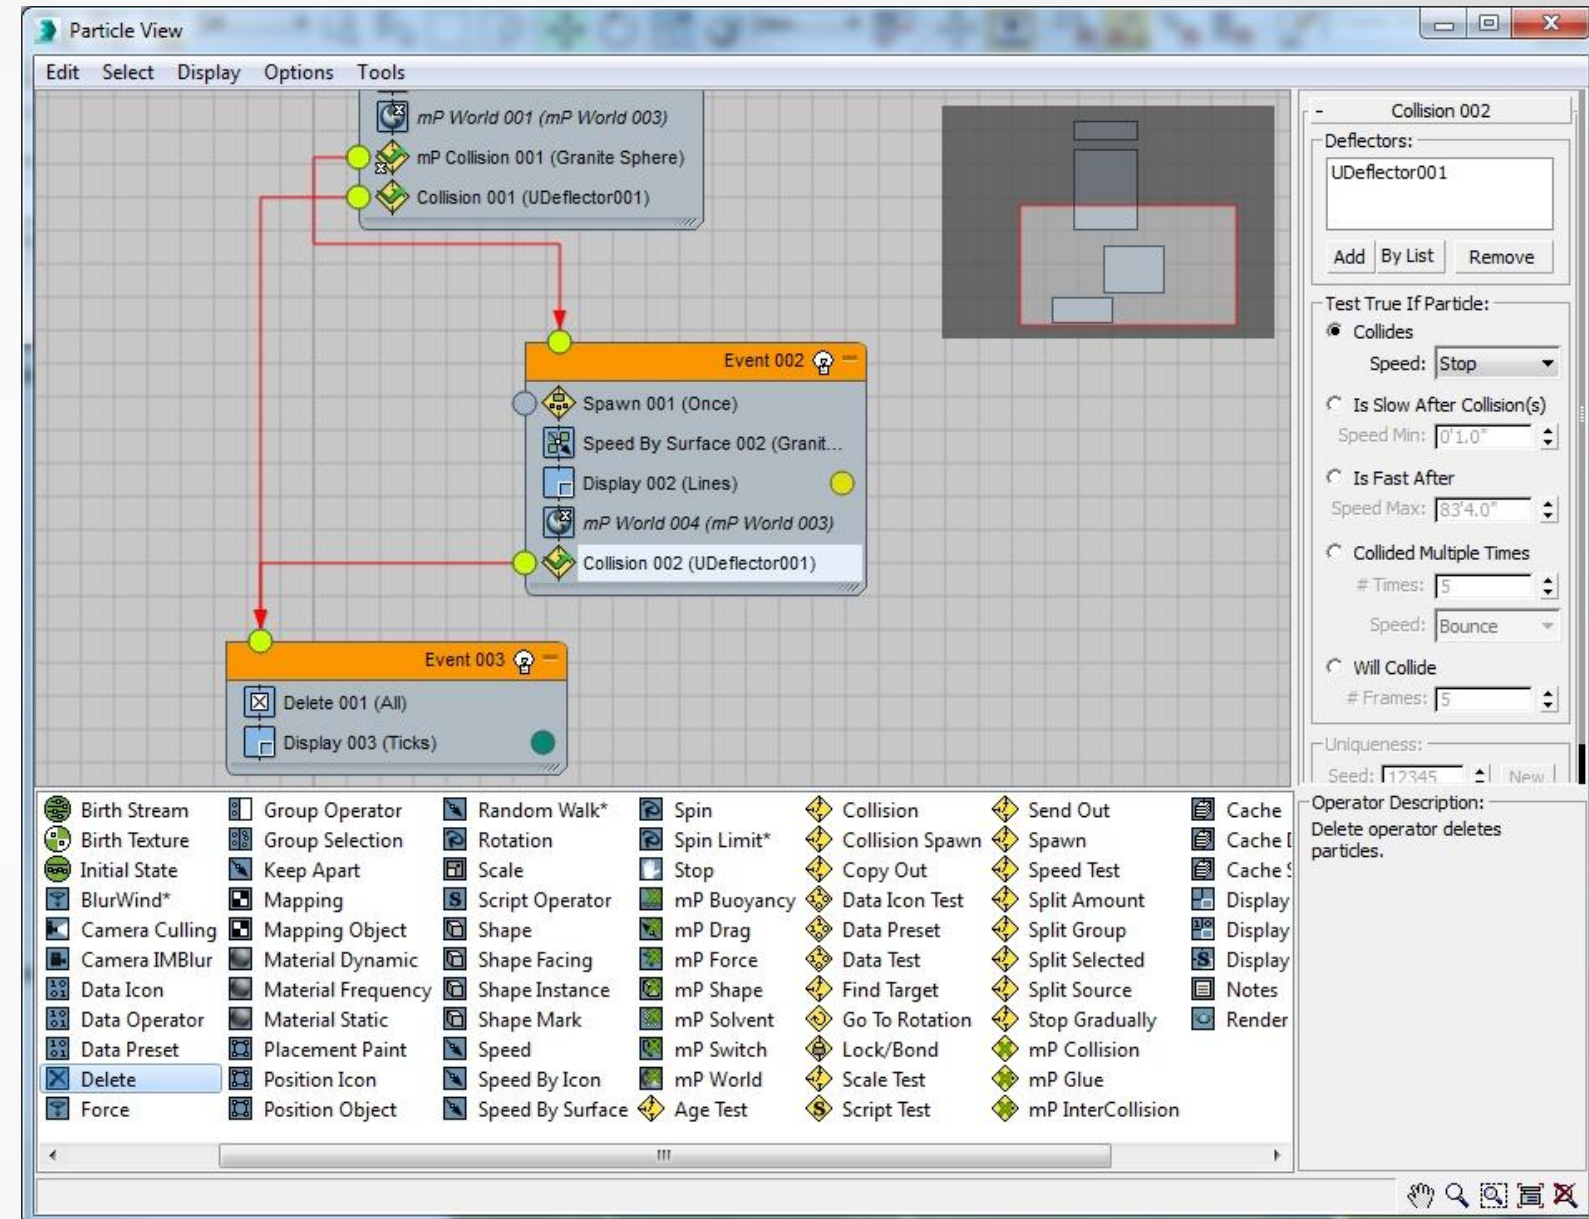 Particle View
Edit Select Display Options Tools
mP World 001 (mP World 003)
mP Collision 001 (Granite Sphere)
Collision 001 (UDeflector001)
Event 002
Spawn 001 (Once)
Speed By Surface 002 (Granit...
Display 002 (Lines)
mP World 004 (mP World 003)
Collision 002 (UDeflector001)
Event 003
Delete 001 (All)
Display 003 (Ticks)
- Collision 002
Deflectors:
UDeflector001
Add By List Remove
Test True If Particle:
Collides
Speed: Stop
Is Slow After Collision(s)
Speed Min: 0'1.0"
Is Fast After
Speed Max: 83'4.0"
Collided Multiple Times
# Times: 5
Speed: Bounce
Will Collide
# Frames: 5
Uniqueness:
Seed: 12345 New
Birth Stream Group Operator Random Walk* Spin Collision Send Out Cache
Birth Texture Group Selection Rotation Spin Limit* Collision Spawn Spawn Cache
Initial State Keep Apart Scale Stop Copy Out Speed Test Cache
BlurWind* Mapping Script Operator mP Buoyancy Data Icon Test Split Amount Display
Camera Culling Mapping Object Shape mP Drag Data Preset Split Group Display
Camera IMBlur Material Dynamic Shape Facing mP Force Data Test Split Selected Display
Data Icon Material Frequency Shape Instance mP Shape Find Target Split Source Notes
Data Operator Material Static Shape Mark mP Solvent Go To Rotation Stop Gradually Render
Data Preset Placement Paint Speed mP Switch Lock/Bond mP Collision
Delete Position Icon Speed By Icon mP World Scale Test mP Glue
Force Position Object Speed By Surface Age Test Script Test mP InterCollision
Operator Description:
Delete operator deletes
particles.